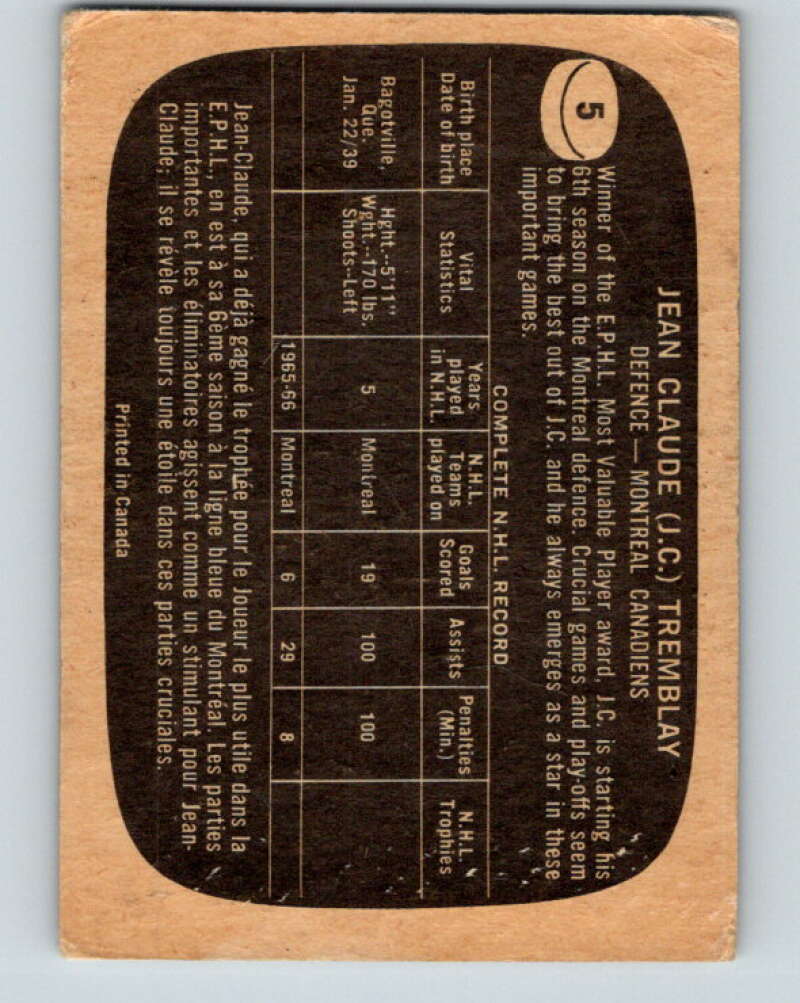 5
JEAN CLAUDE (J.C.) TREMBLAY
DEFENCE — MONTREAL CANADIENS
Winner of the E.P.H.L. Most Valuable Player award, J.C. is starting his
6th season on the Montreal defence. Crucial games and play-offs seem
to bring the best out of J.C. and he always emerges as a star in these
important games.
COMPLETE N.H.L. RECORD
Birth place Date of birth Vital Statistics Years played in N.H.L. N.H.L. Teams played on Goals Scored Assists Penalties (Min.) N.H.L. Trophies
Bagotville, Que. Jan. 22/39 Hght.--5'11" Wght.--170 lbs. Shoots--Left 5 Montreal 19 100 100
1965-66 Montreal 6 29 8
Jean-Claude, qui a déjà gagné le trophée pour le Joueur le plus utile dans la
E.P.H.L., en est à sa 6ème saison à la ligne bleue du Montréal. Les parties
importantes et les éliminatoires agissent comme un stimulant pour Jean-
Claude; il se révèle toujours une étoile dans ces parties cruciales.
Printed in Canada